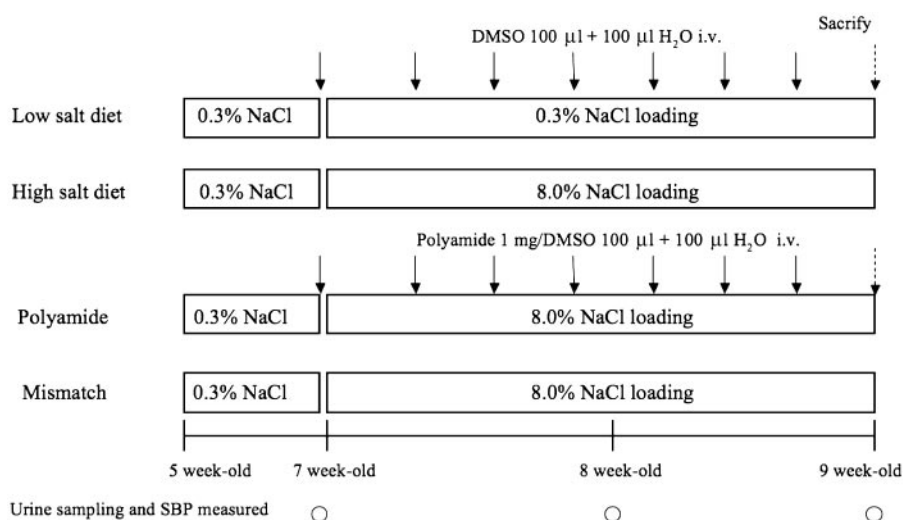 Sacrify
DMSO 100 μl + 100 μl H₂O i.v.
Low salt diet 0.3% NaCl 0.3% NaCl loading
High salt diet 0.3% NaCl 8.0% NaCl loading
Polyamide 1 mg/DMSO 100 μl + 100 μl H₂O i.v.
Polyamide 0.3% NaCl 8.0% NaCl loading
Mismatch 0.3% NaCl 8.0% NaCl loading
5 week-old 7 week-old 8 week-old 9 week-old
Urine sampling and SBP measured